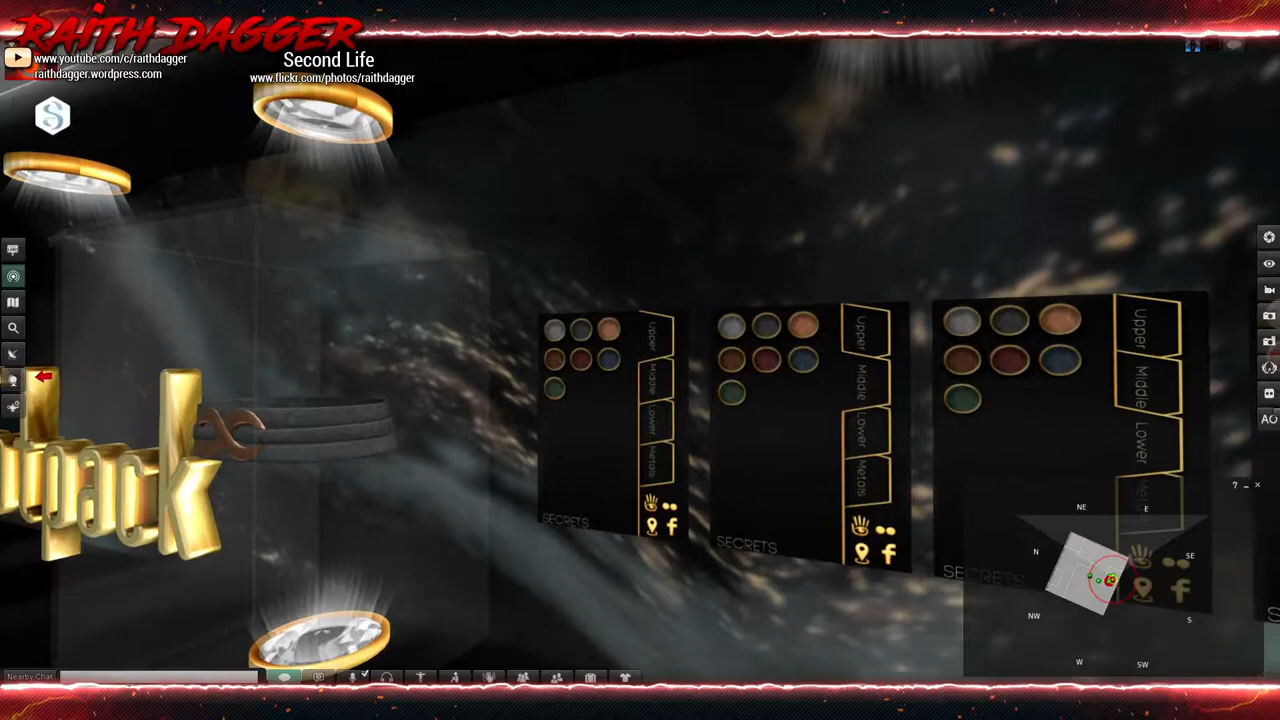 RAITH DAGGER
www.youtube.com/c/raithdagger
raithdagger.wordpress.com
Second Life
www.flickr.com/photos/raithdagger
S
AO
pack
Upper
Middle
Lower
Metals
SECRETS
Upper
Middle
Lower
Metals
SECRETS
Upper
Middle
Lower
SECRETS
? _ ×
NE
E
N
SE
NW
S
W
SW
Nearby Chat